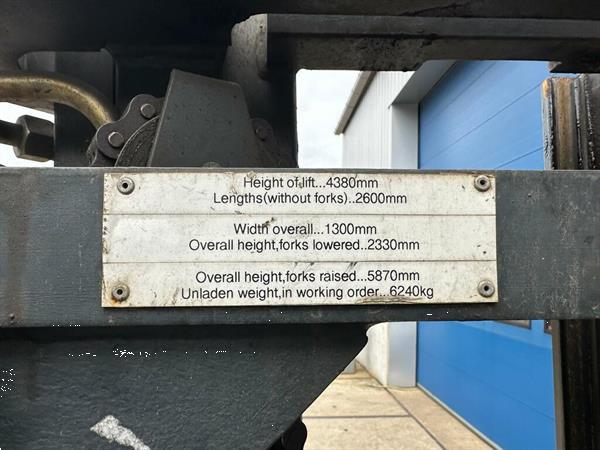 Height of lift...4380mm
Lengths(without forks)..2600mm
Width overall...1300mm
Overall height,forks lowered..2330mm
Overall height,forks raised...5870mm
Unladen weight,in working order...6240kg